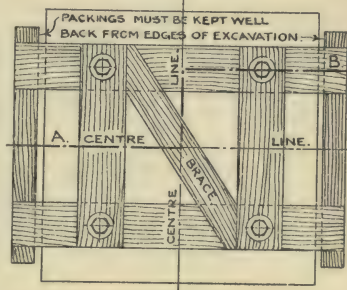 PACKINGS MUST BE KEPT WELL
BACK FROM EDGES OF EXCAVATION.
LINE.
B
A. CENTRE
LINE.
BRACE
CENTRE